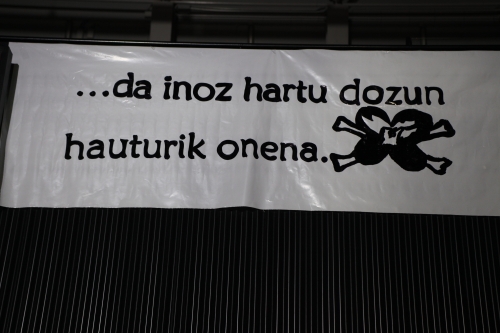 ...da inoz hartu dozun
hauturik onena.